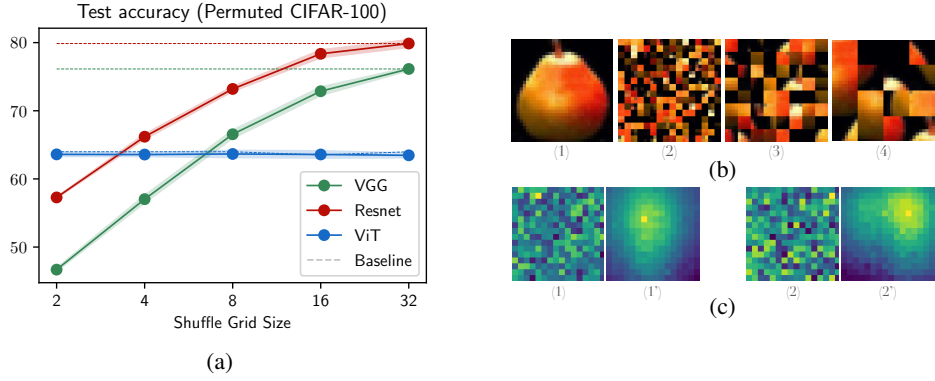 Test accuracy (Permuted CIFAR-100)
80
70
60
50
2
4
8
16
32
Shuffle Grid Size
VGG
Resnet
ViT
Baseline
(a)
(1)
(2)
(3)
(4)
(b)
(1)
(1')
(2)
(2')
(c)